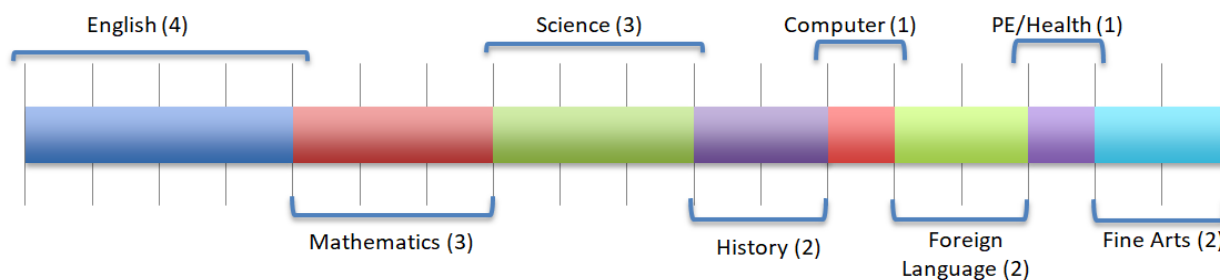 English (4)
Science (3)
Computer (1)
PE/Health (1)
Mathematics (3)
History (2)
Foreign
Language (2)
Fine Arts (2)